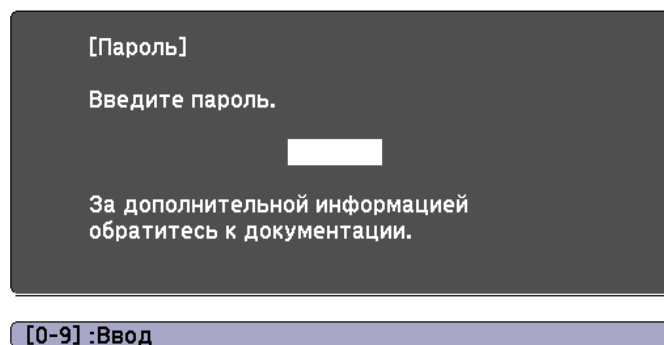 [Пароль]
Введите пароль.
За дополнительной информацией
обратитесь к документации.
[0-9] :Ввод